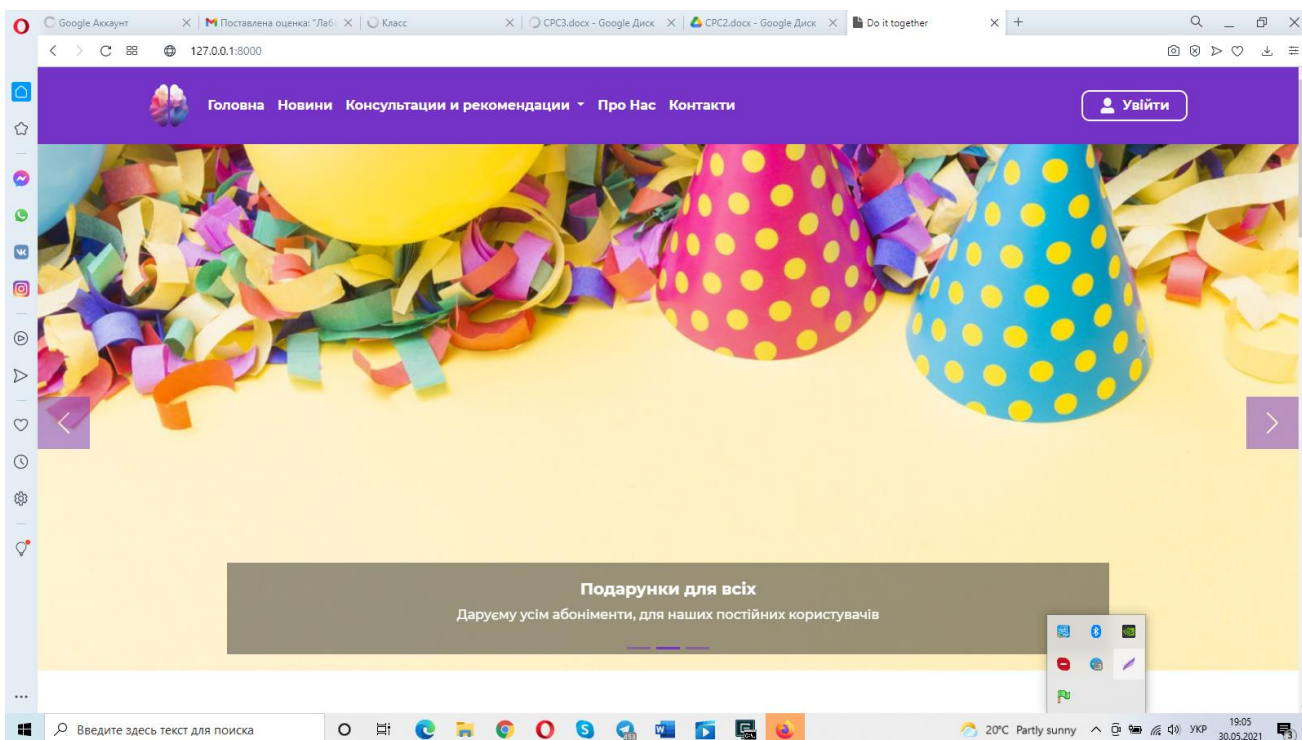 Google Аккаунт
Поставлена оценка: "Лабо
Класс
СРС3.docx - Google Диск
СРС2.docx - Google Диск
Do it together
127.0.0.1:8000
Головна Новини Консультации и рекомендации Про Нас Контакти
Увійти
Подарунки для всіх
Даруєму усім абоніменти, для наших постійних користувачів
Введите здесь текст для поиска
20°C Partly sunny
УКР
19:05
30.05.2021